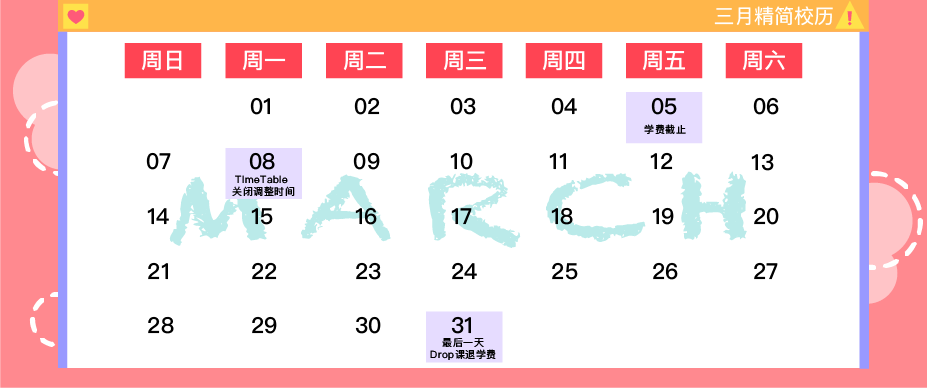 三月精简校历
周日 周一 周二 周三 周四 周五 周六
01 02 03 04 05 06
学费截止
07 08 09 10 11 12 13
TImeTable
关闭调整时间
MARCH
14 15 16 17 18 19 20
21 22 23 24 25 26 27
28 29 30 31
最后一天
Drop课退学费